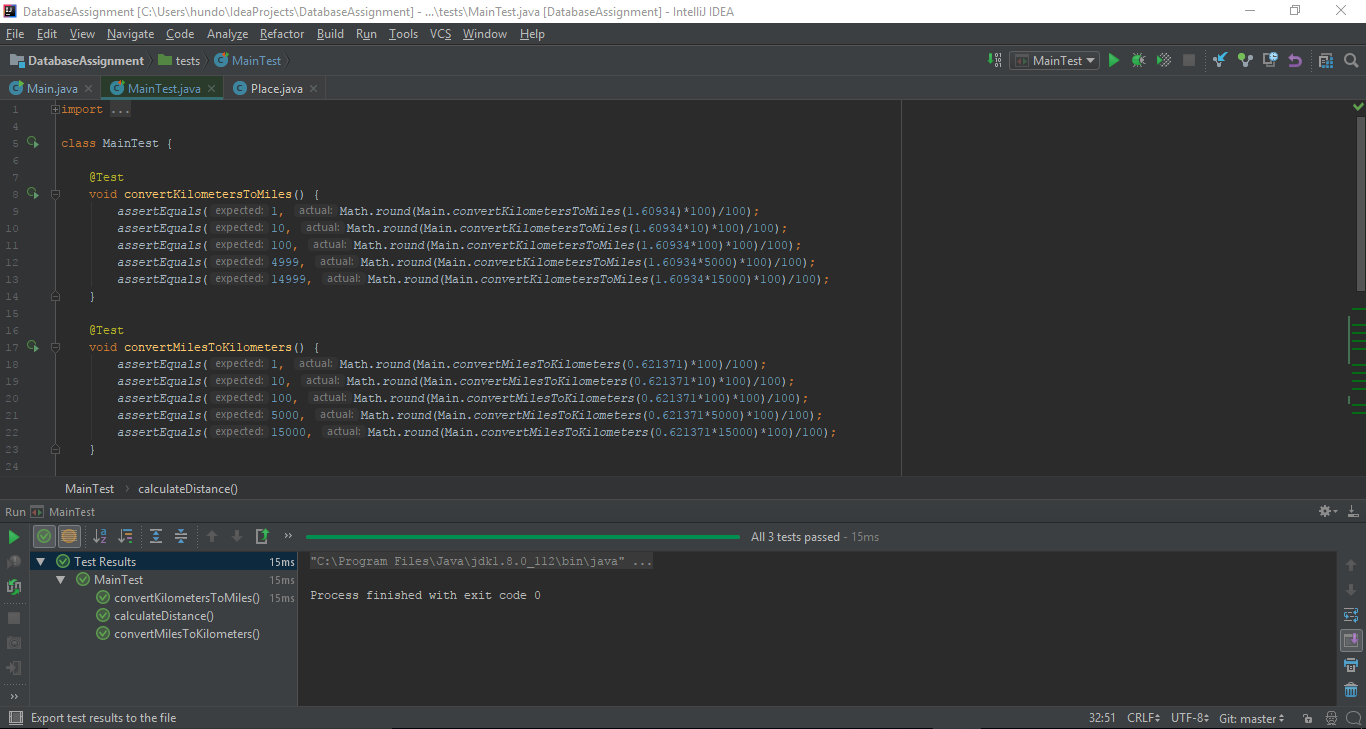 DatabaseAssignment [C:\Users\hundo\IdeaProjects\DatabaseAssignment] - ...\tests\MainTest.java [DatabaseAssignment] - IntelliJ IDEA
File Edit View Navigate Code Analyze Refactor Build Run Tools VCS Window Help
DatabaseAssignment tests MainTest MainTest
Main.java MainTest.java Place.java
1 import ...
4
5 class MainTest {
6
7 @Test
8 void convertKilometersToMiles() {
9 assertEquals( expected: 1, actual: Math.round(Main.convertKilometersToMiles(1.60934)*100)/100);
10 assertEquals( expected: 10, actual: Math.round(Main.convertKilometersToMiles(1.60934*10)*100)/100);
11 assertEquals( expected: 100, actual: Math.round(Main.convertKilometersToMiles(1.60934*100)*100)/100);
12 assertEquals( expected: 4999, actual: Math.round(Main.convertKilometersToMiles(1.60934*5000)*100)/100);
13 assertEquals( expected: 14999, actual: Math.round(Main.convertKilometersToMiles(1.60934*15000)*100)/100);
14 }
15
16 @Test
17 void convertMilesToKilometers() {
18 assertEquals( expected: 1, actual: Math.round(Main.convertMilesToKilometers(0.621371)*100)/100);
19 assertEquals( expected: 10, actual: Math.round(Main.convertMilesToKilometers(0.621371*10)*100)/100);
20 assertEquals( expected: 100, actual: Math.round(Main.convertMilesToKilometers(0.621371*100)*100)/100);
21 assertEquals( expected: 5000, actual: Math.round(Main.convertMilesToKilometers(0.621371*5000)*100)/100);
22 assertEquals( expected: 15000, actual: Math.round(Main.convertMilesToKilometers(0.621371*15000)*100)/100);
23 }
24
MainTest calculateDistance()
Run MainTest
All 3 tests passed - 15ms
Test Results 15ms
MainTest 15ms
convertKilometersToMiles() 15ms
calculateDistance()
convertMilesToKilometers()
"C:\Program Files\Java\jdk1.8.0_112\bin\java" ...
Process finished with exit code 0
Export test results to the file 32:51 CRLF UTF-8 Git: master